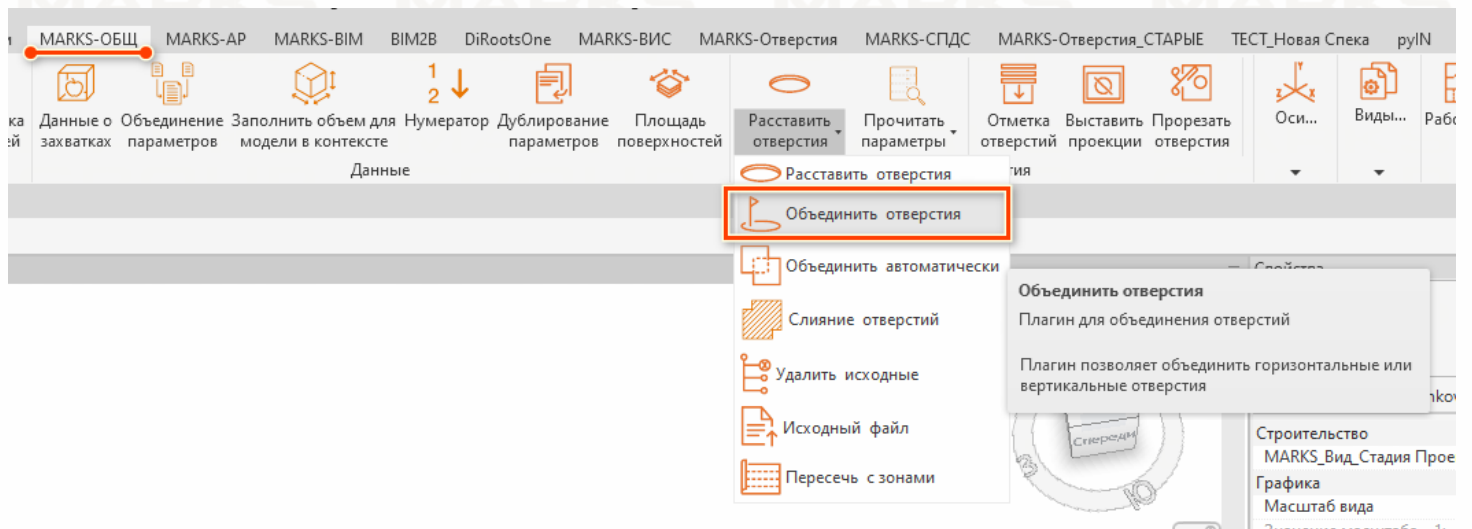 MARKS-ОБЩ MARKS-АР MARKS-BIM BIM2B DiRootsOne MARKS-ВИС MARKS-Отверстия MARKS-СПДС MARKS-Отверстия_СТАРЫЕ ТЕСТ_Новая Спека pyIN
Данные о захватках
Объединение параметров
Заполнить объем для модели в контексте
Нумератор
Дублирование параметров
Площадь поверхностей
Расставить отверстия
Прочитать параметры
Отметка отверстий
Выставить проекции
Прорезать отверстия
Оси...
Виды...
Данные
Расставить отверстия
Объединить отверстия
Объединить автоматически
Слияние отверстий
Удалить исходные
Исходный файл
Пересечь с зонами
Объединить отверстия
Плагин для объединения отверстий
Плагин позволяет объединить горизонтальные или
вертикальные отверстия
Спереди
З
Ю
Строительство
MARKS_Вид_Стадия Прое
Графика
Масштаб вида